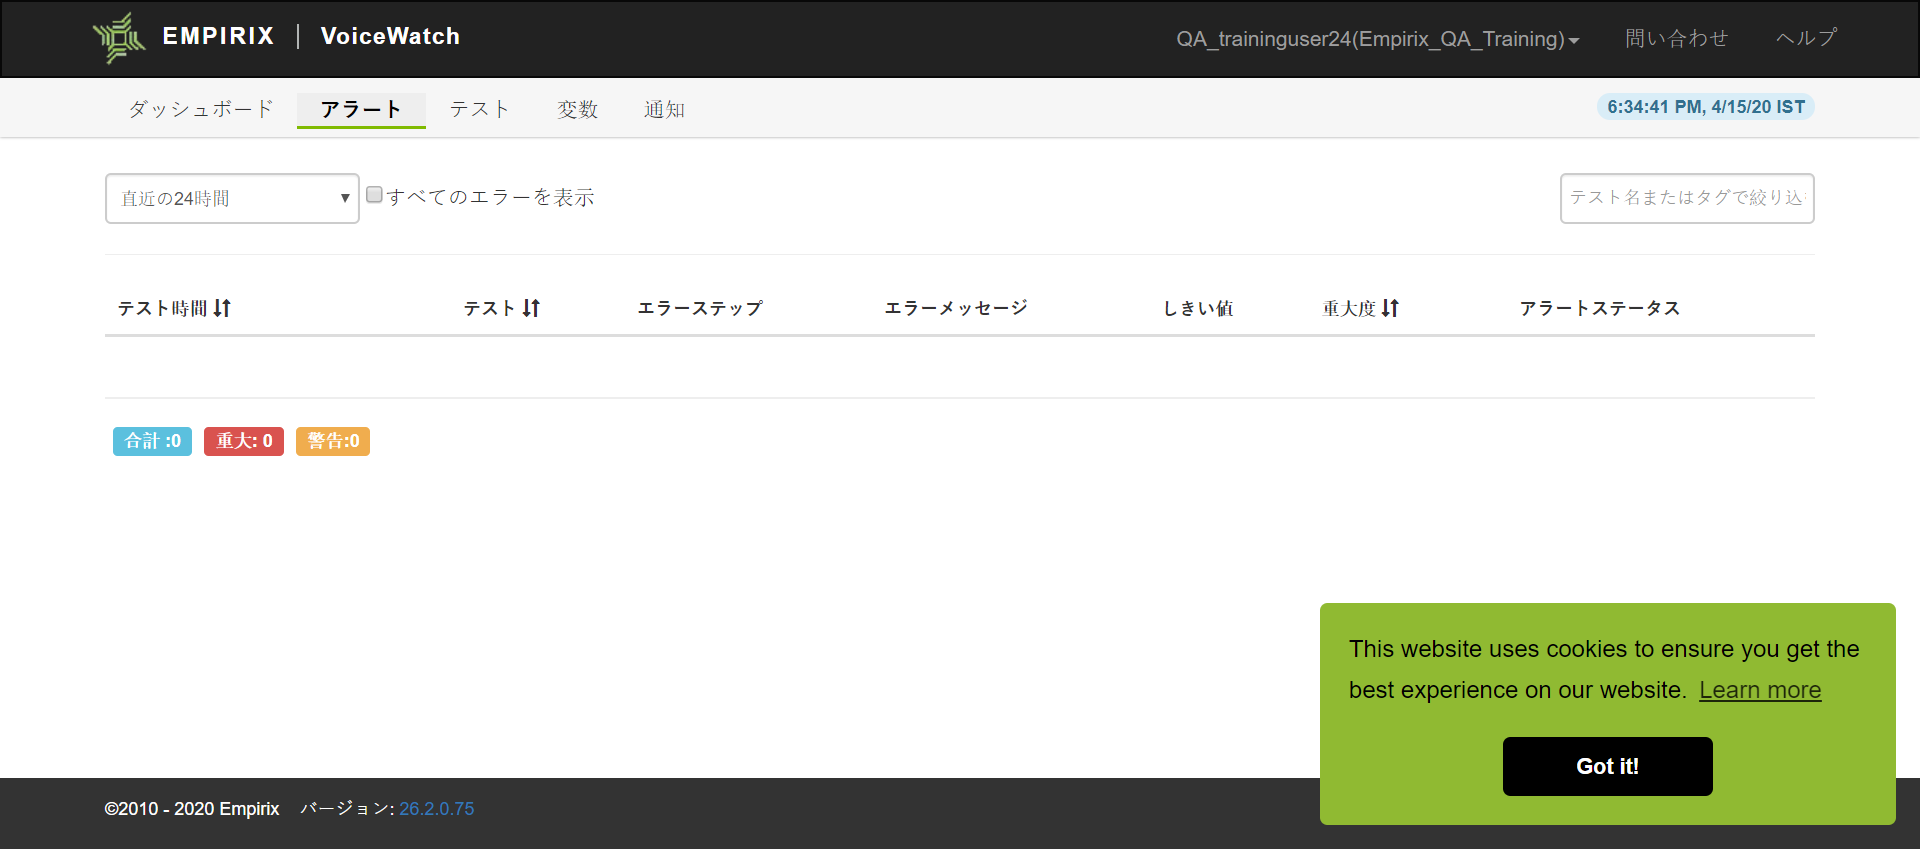 EMPIRIX | VoiceWatch
QA_traininguser24(Empirix_QA_Training)
問い合わせ
ヘルプ
ダッシュボード
アラート
テスト
変数
通知
6:34:41 PM, 4/15/20 IST
直近の24時間
すべてのエラーを表示
テスト名またはタグで絞り込
テスト時間
テスト
エラーステップ
エラーメッセージ
しきい値
重大度
アラートステータス
合計 :0
重大: 0
警告:0
This website uses cookies to ensure you get the
best experience on our website. Learn more
Got it!
©2010 - 2020 Empirix
バージョン: 26.2.0.75